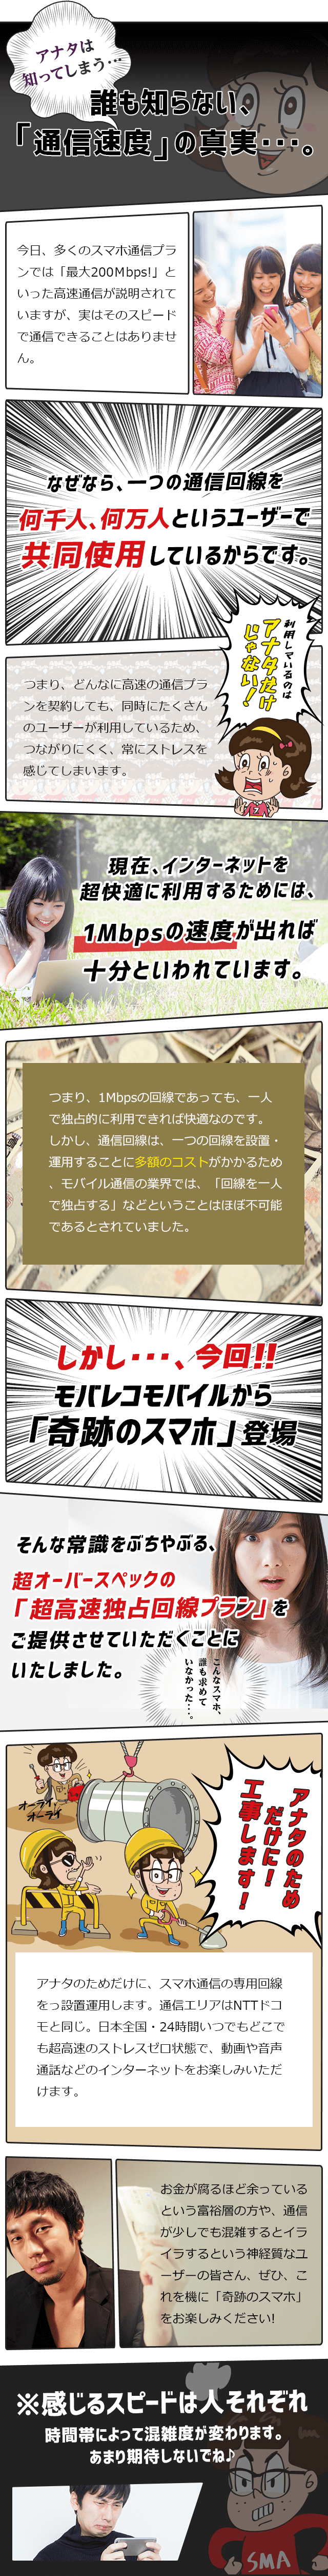 アナタは
知ってしまう・・・
誰も知らない、
「通信速度」の真実・・・。
今日、多くのスマホ通信プラ
ンでは「最大200Mbps!」と
いった高速通信が説明されて
いますが、実はそのスピード
で通信できることはありませ
ん。
なぜなら、一つの通信回線を
何千人、何万人というユーザーで
共同使用しているからです。
利用しているのは
アナタだけ
じゃない！
つまり、どんなに高速の通信プラ
ンを契約しても、同時にたくさん
のユーザーが利用しているため、
つながりにくく、常にストレスを
感じてしまいます。
現在、インターネットを
超快適に利用するためには、
1Mbpsの速度が出れば
十分といわれています。
つまり、1Mbpsの回線であっても、一人
で独占的に利用できれば快適なのです。
しかし、通信回線は、一つの回線を設置・
運用することに多額のコストがかかるため
、モバイル通信の業界では、「回線を一人
で独占する」などということはほぼ不可能
であるとされていました。
しかし・・・、今回!!
モバレコモバイルから
「奇跡のスマホ」登場
そんな常識をぶちやぶる、
超オーバースペックの
「超高速独占回線プラン」を
ご提供させていただくことに
いたしました。
こんなスマホ、
誰も求めて
いなかった・・・。
オーライ、
オーライ
アナタのため
だけに！
工事します！
アナタのためだけに、スマホ通信の専用回線
をっ設置運用します。通信エリアはNTTドコ
モと同じ。日本全国・24時間いつでもどこで
も超高速のストレスゼロ状態で、動画や音声
通話などのインターネットをお楽しみいただ
けます。
お金が腐るほど余っている
という富裕層の方や、通信
が少しでも混雑するとイラ
イラするという神経質なユ
ーザーの皆さん、ぜひ、こ
れを機に「奇跡のスマホ」
をお楽しみください!
※感じるスピードは人それぞれ
時間帯によって混雑度が変わります。
あまり期待しないでね♪
SMA